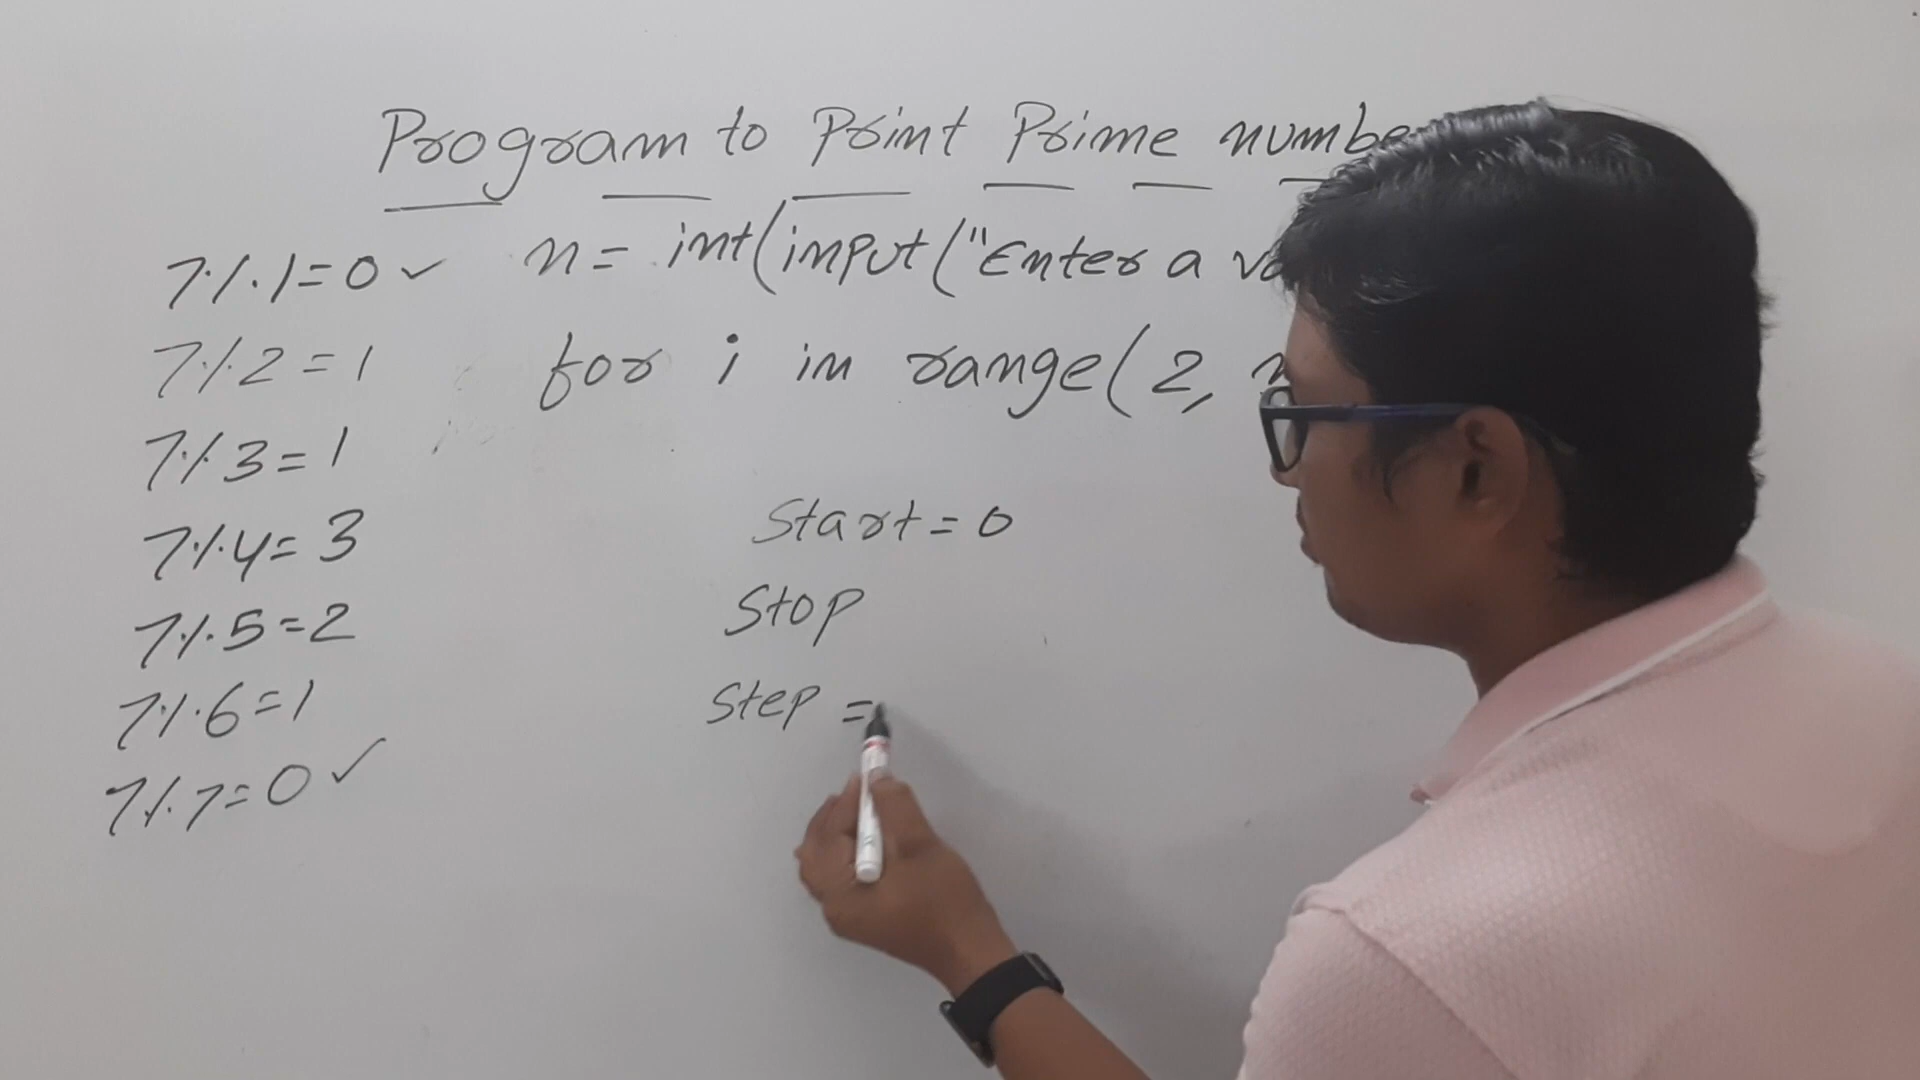 Program to Print Prime numbe
n = int(input("Enter a va
for i in range(2, n
7%1=0 ✓
7%2=1
7%3=1
7%4=3
7%5=2
7%6=1
7%7=0 ✓
Start=0
Stop
Step =